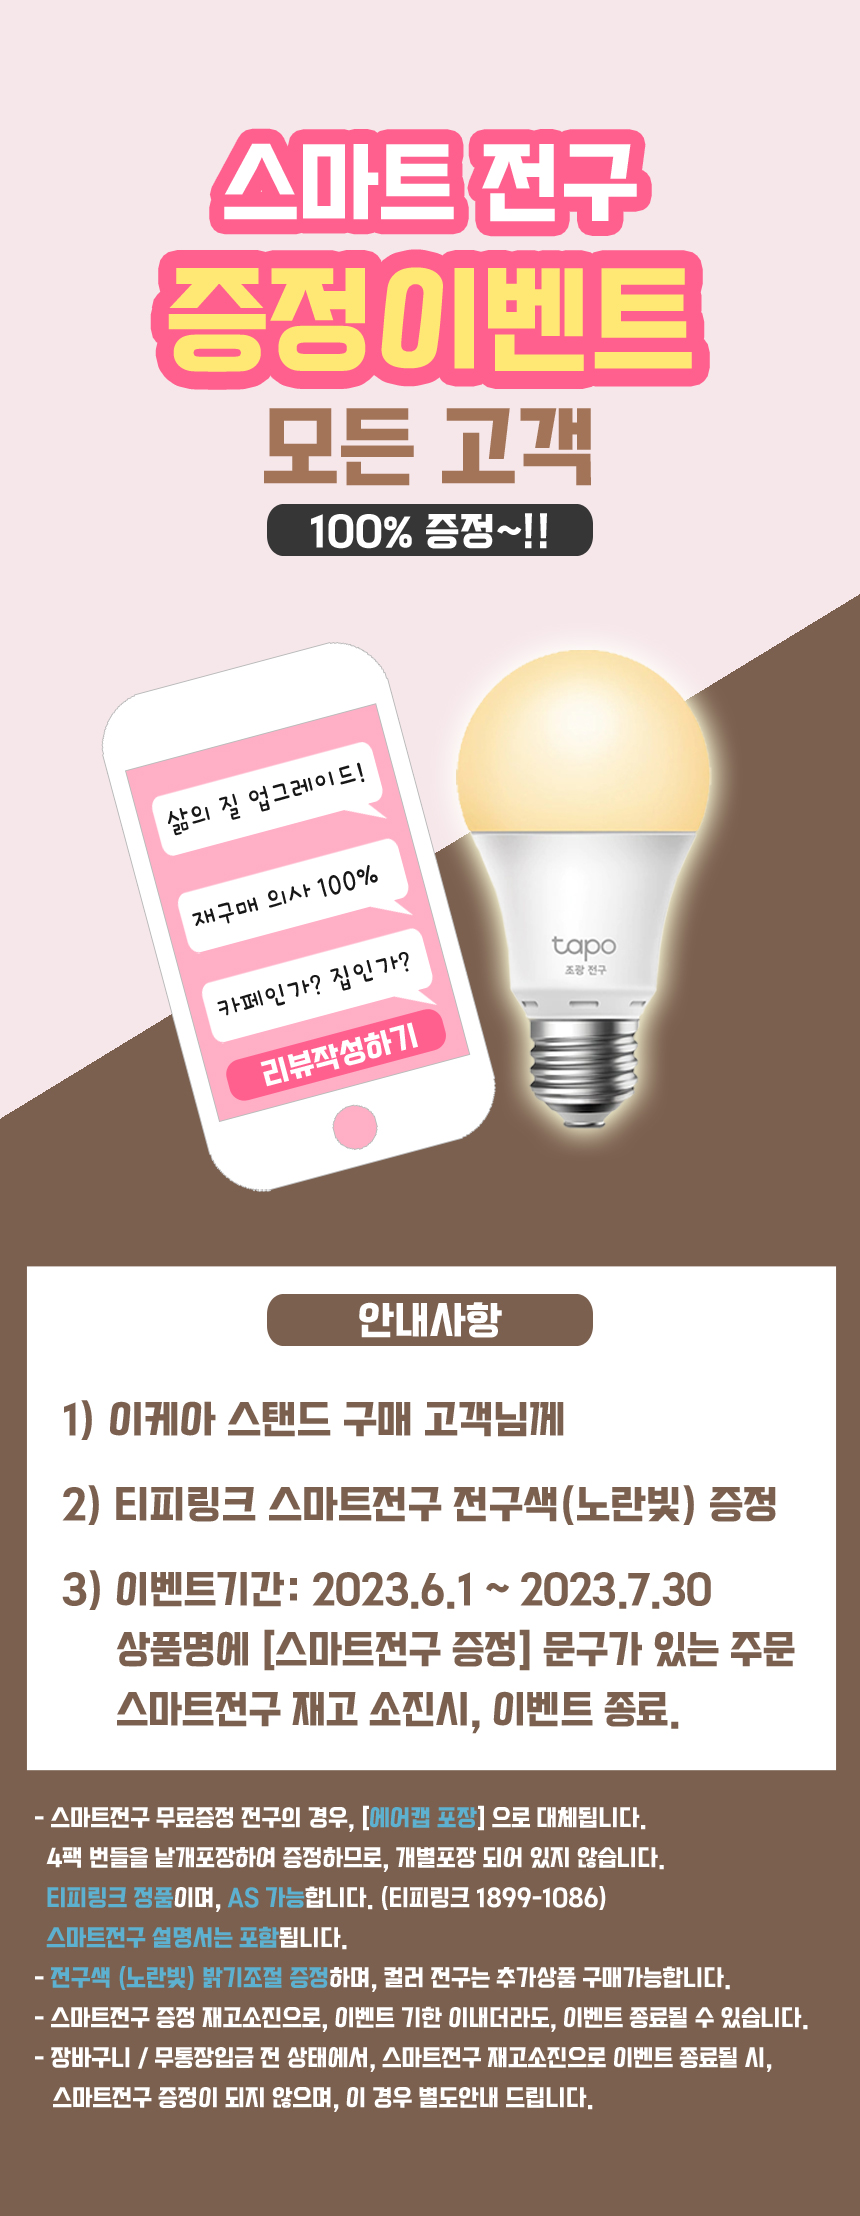 스마트 전구
증정이벤트
모든 고객
100% 증정~!!
삶의 질 업그레이드!
재구매 의사 100%
카페인가? 집인가?
리뷰작성하기
tapo
조광 전구
안내사항
1) 이케아 스탠드 구매 고객님께
2) 티피링크 스마트전구 전구색(노란빛) 증정
3) 이벤트기간: 2023.6.1 ~ 2023.7.30
상품명에 [스마트전구 증정] 문구가 있는 주문
스마트전구 재고 소진시, 이벤트 종료.
- 스마트전구 무료증정 전구의 경우, [에어캡 포장] 으로 대체됩니다.
4팩 번들을 낱개포장하여 증정하므로, 개별포장 되어 있지 않습니다.
티피링크 정품이며, AS 가능합니다. (티피링크 1899-1086)
스마트전구 설명서는 포함됩니다.
- 전구색 (노란빛) 밝기조절 증정하며, 컬러 전구는 추가상품 구매가능합니다.
- 스마트전구 증정 재고소진으로, 이벤트 기한 이내더라도, 이벤트 종료될 수 있습니다.
- 장바구니 / 무통장입금 전 상태에서, 스마트전구 재고소진으로 이벤트 종료될 시,
스마트전구 증정이 되지 않으며, 이 경우 별도안내 드립니다.